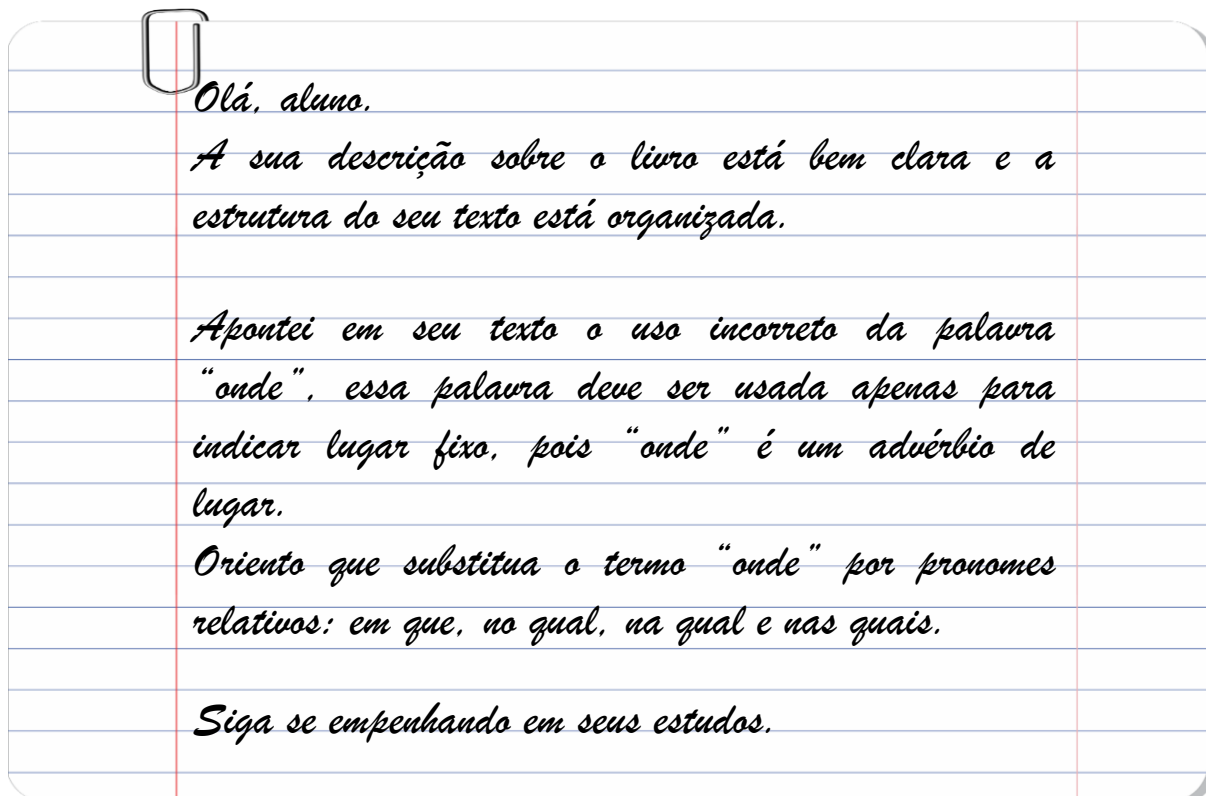 Olá, aluno.
A sua descrição sobre o livro está bem clara e a
estrutura do seu texto está organizada.
Apontei em seu texto o uso incorreto da palavra
“onde”, essa palavra deve ser usada apenas para
indicar lugar fixo, pois “onde” é um advérbio de
lugar.
Oriento que substitua o termo “onde” por pronomes
relativos: em que, no qual, na qual e nas quais.
Siga se empenhando em seus estudos.